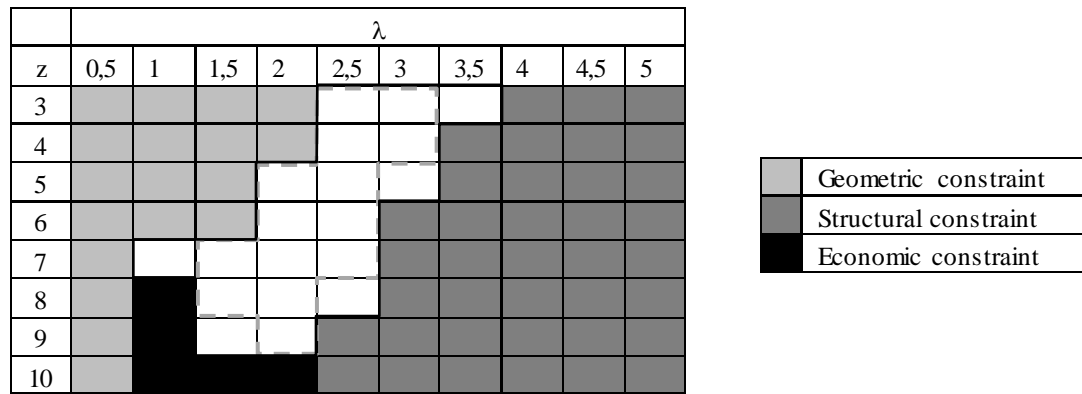 λ
z 0,5 1 1,5 2 2,5 3 3,5 4 4,5 5
3
4
5
6
7
8
9
10
Geometric constraint
Structural constraint
Economic constraint